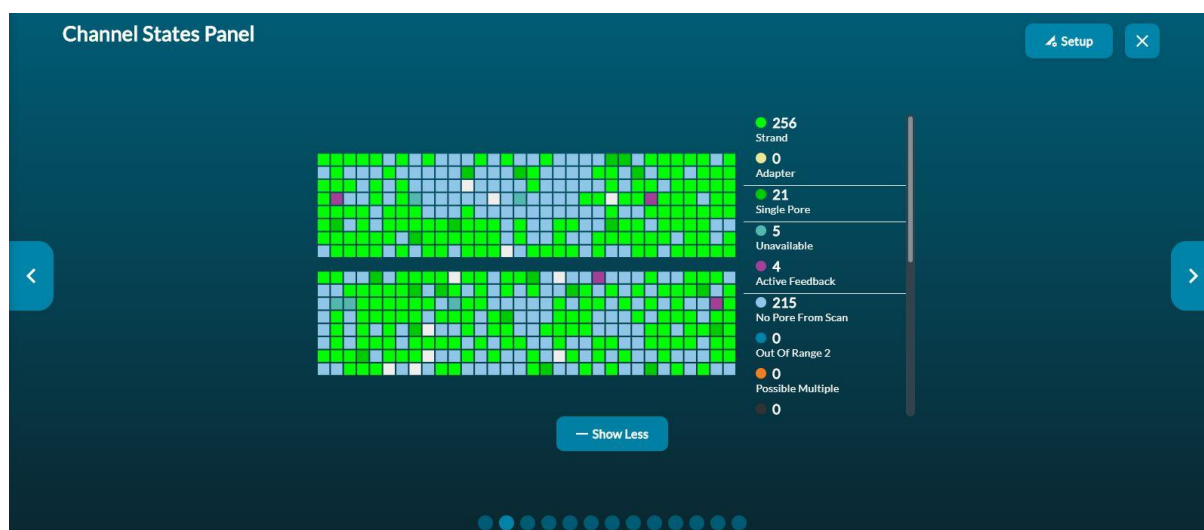 Channel States Panel
Setup
256
Strand
0
Adapter
21
Single Pore
5
Unavailable
4
Active Feedback
215
No Pore From Scan
0
Out Of Range 2
0
Possible Multiple
0
Show Less